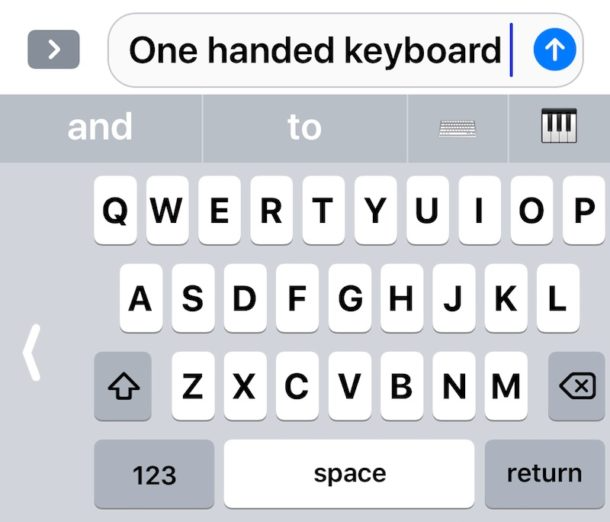 One handed keyboard
and to
Q W E R T Y U I O P
A S D F G H J K L
Z X C V B N M
123 space return